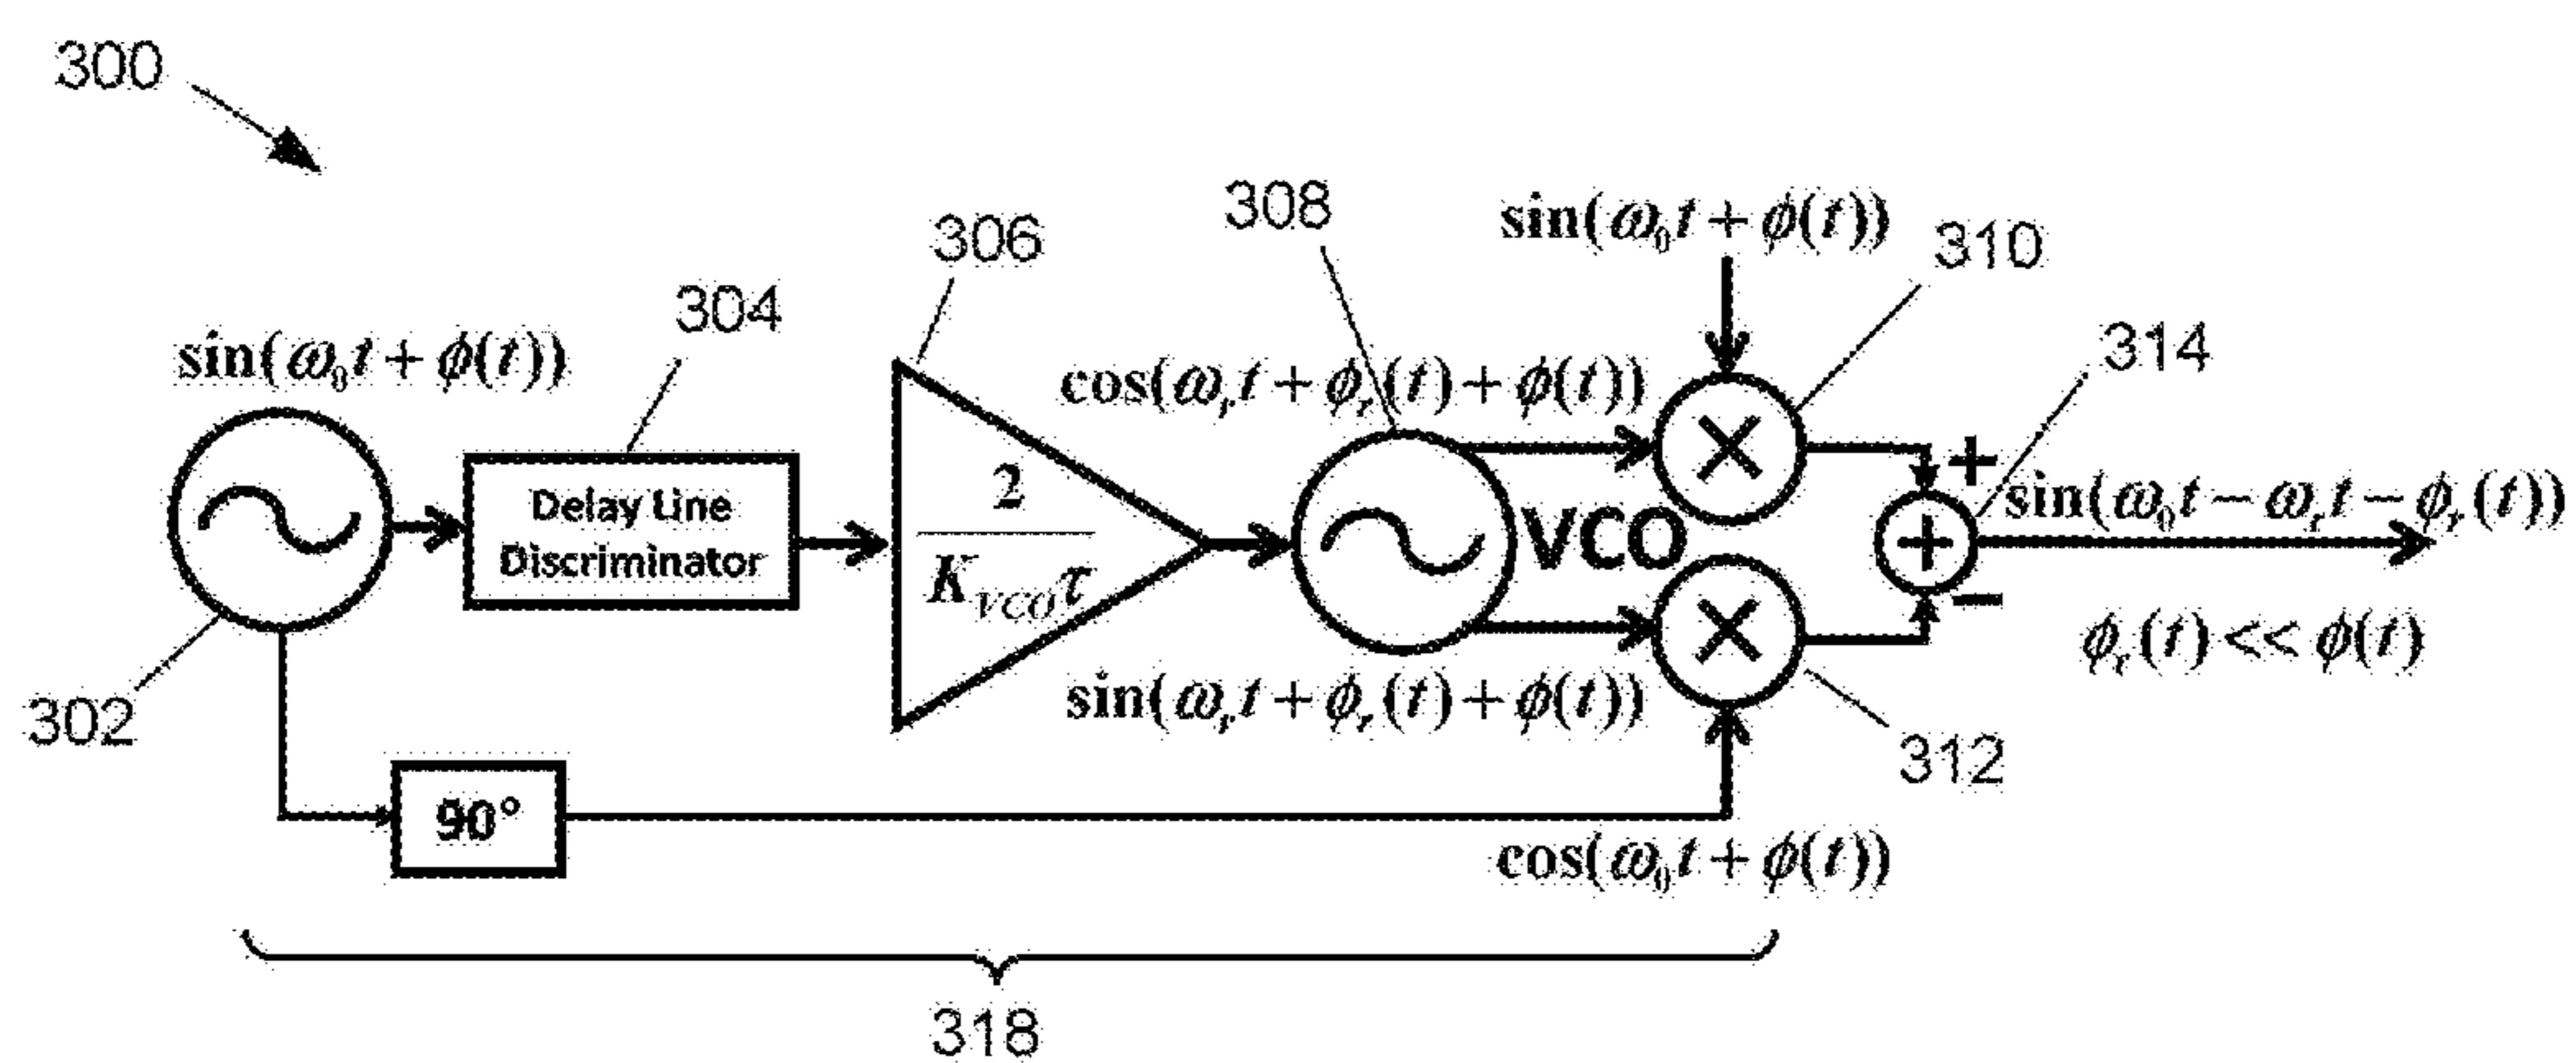 300
308
sin(ω₀t + φ(t))
306
310
304
sin(ω₀t + φ(t))
314
cos(ωᵣt + φᵣ(t) + φ(t))
+
2
K_VCO τ
Delay Line
Discriminator
VCO
×
+
sin(ω₀t − ωᵣt − φᵣ(t))
−
×
φᵣ(t) << φ(t)
302
sin(ωᵣt + φᵣ(t) + φ(t))
312
90°
cos(ω₀t + φ(t))
318